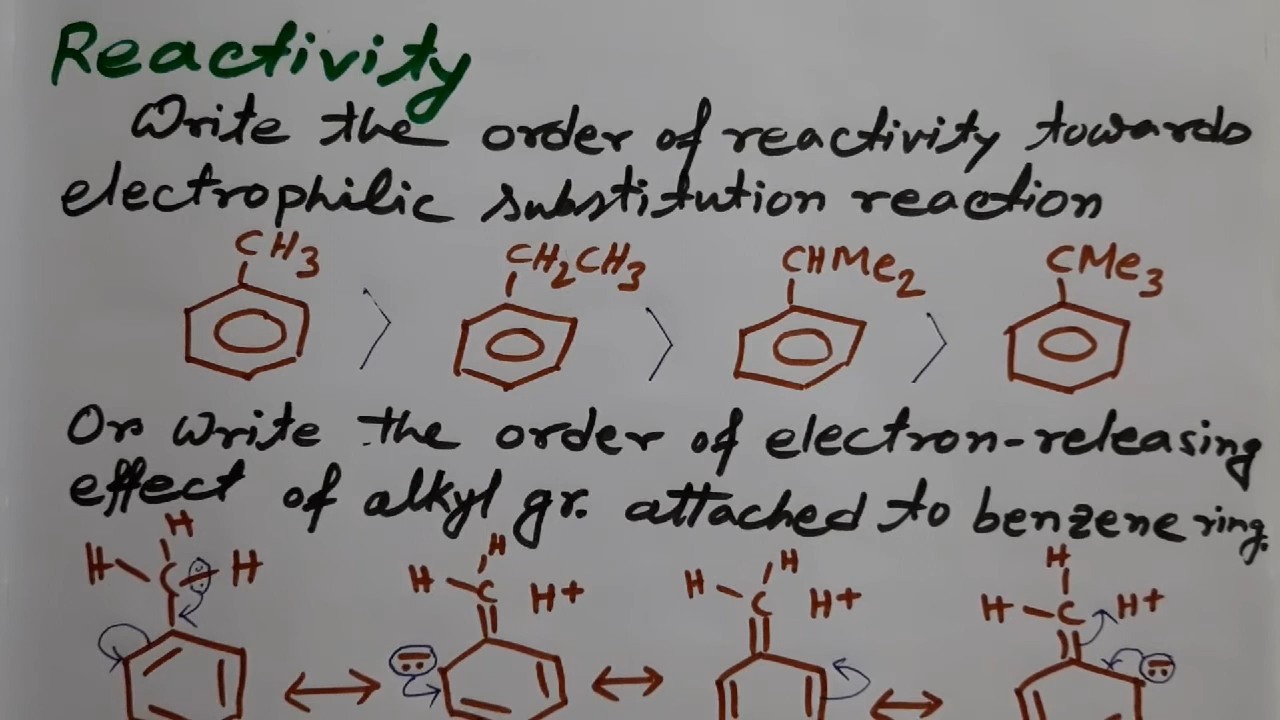 Reactivity
Write the order of reactivity towards
electrophilic substitution reaction
CH3 CH2CH3 CHMe2 CMe3
> > >
Or write the order of electron-releasing
effect of alkyl gr. attached to benzene ring.
H H H H
H C H H C H+ H C H+ H C H+